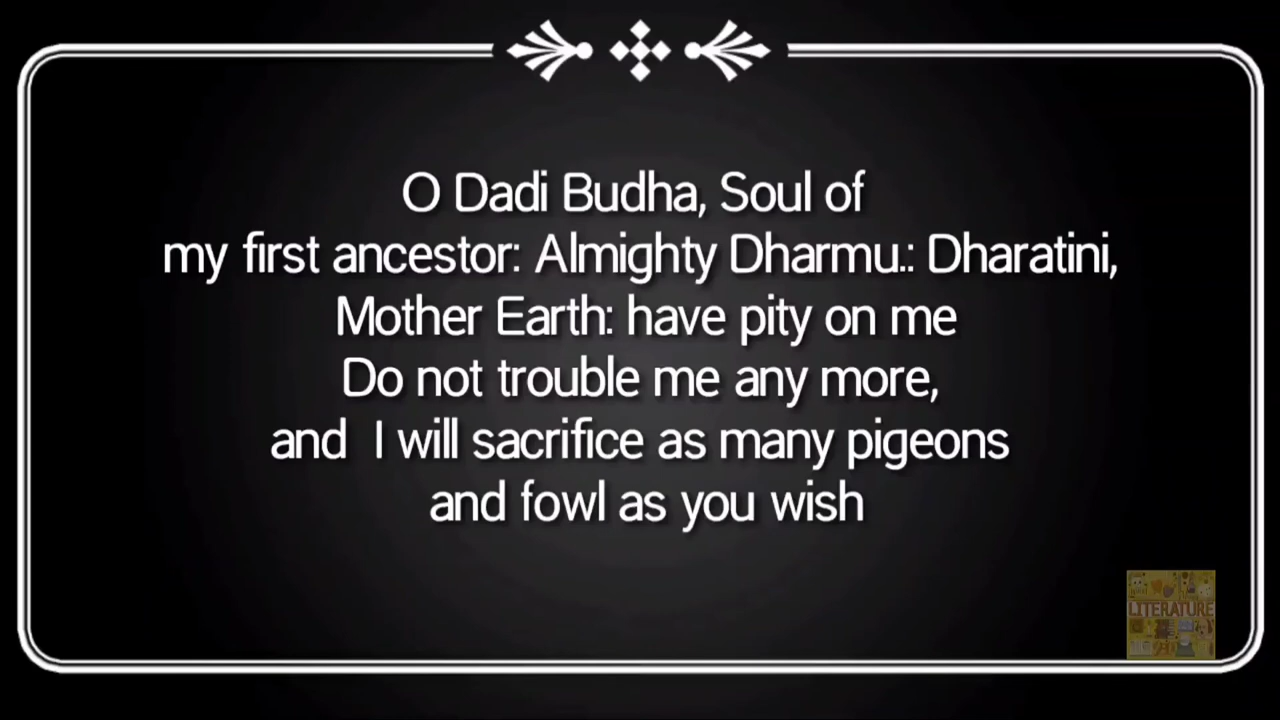 O Dadi Budha, Soul of
my first ancestor: Almighty Dharmu.: Dharatini,
Mother Earth: have pity on me
Do not trouble me any more,
and I will sacrifice as many pigeons
and fowl as you wish
LITERATURE